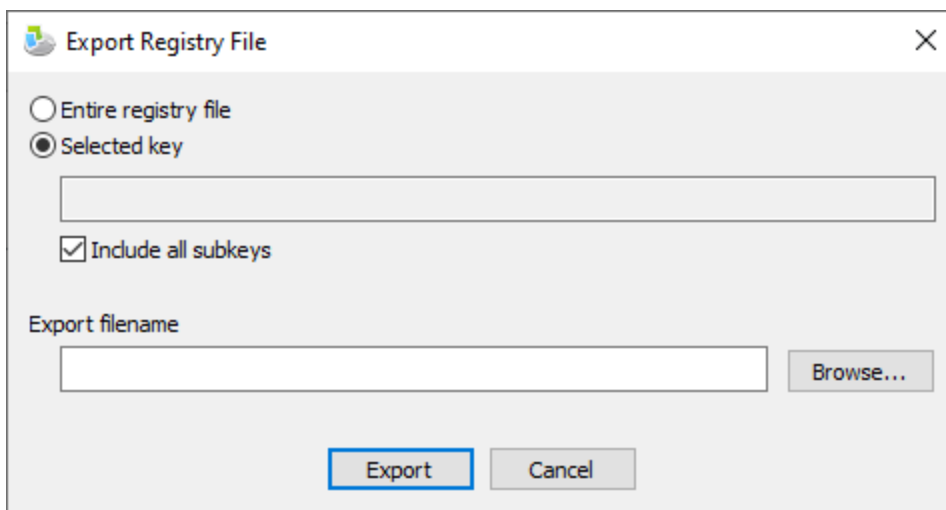 Export Registry File
Entire registry file
Selected key
Include all subkeys
Export filename
Browse...
Export
Cancel